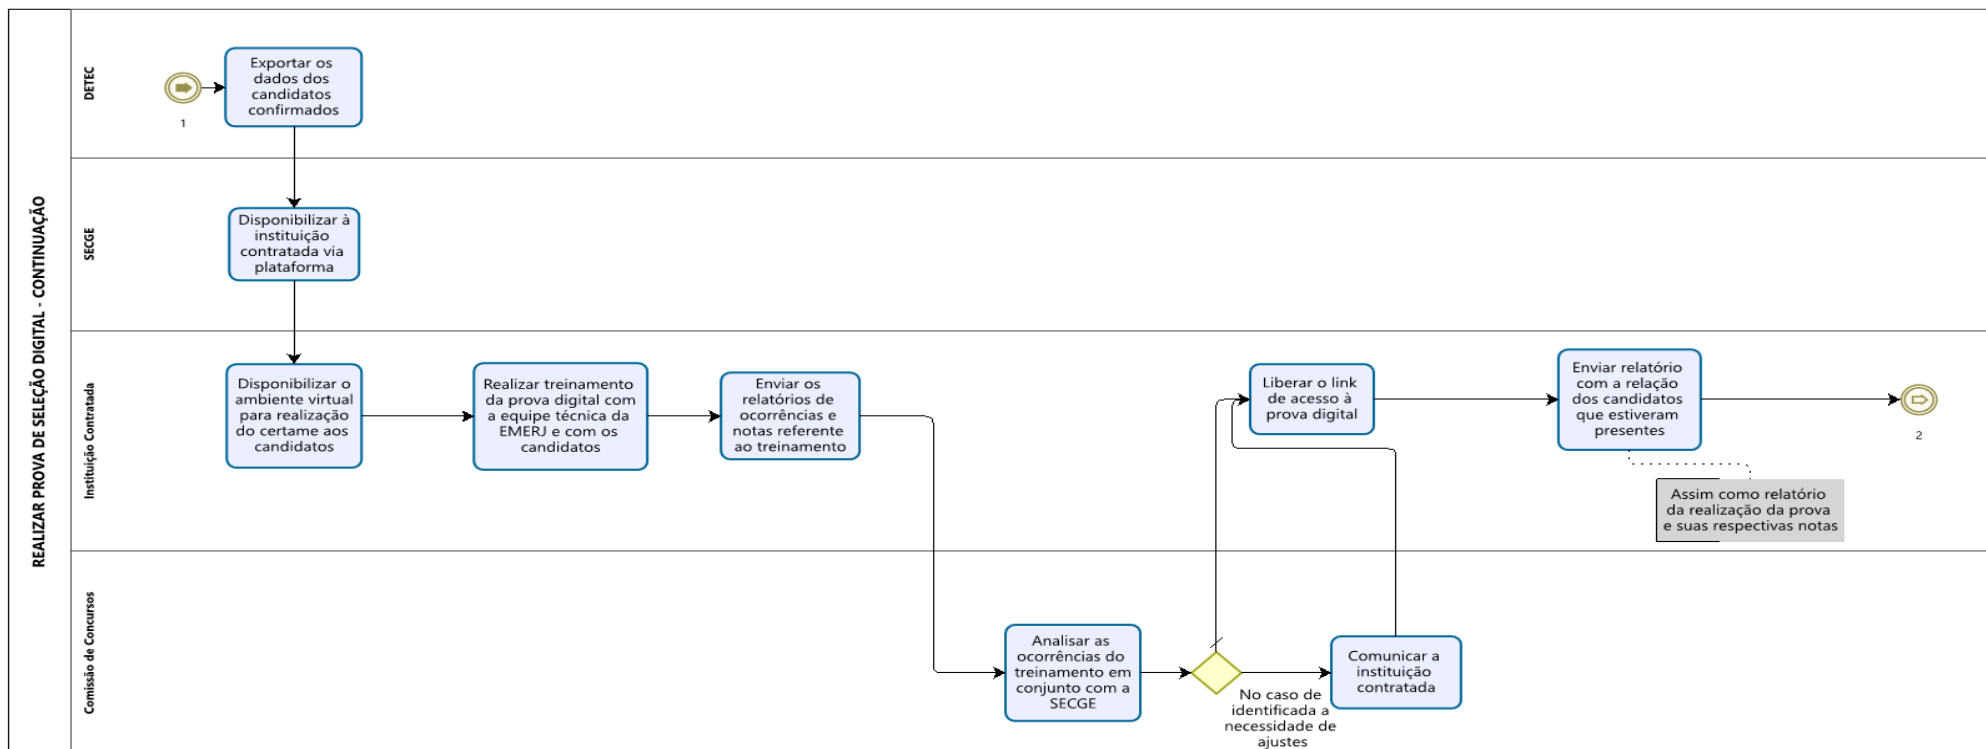 REALIZAR PROVA DE SELEÇÃO DIGITAL - CONTINUAÇÃO
DETEC
1
Exportar os
dados dos
candidatos
confirmados
SECGE
Disponibilizar à
instituição
contratada via
plataforma
Instituição Contratada
Disponibilizar o
ambiente virtual
para realização
do certame aos
candidatos
Realizar treinamento
da prova digital com
a equipe técnica da
EMERJ e com os
candidatos
Enviar os
relatórios de
ocorrências e
notas referente
ao treinamento
Liberar o link
de acesso à
prova digital
Enviar relatório
com a relação
dos candidatos
que estiveram
presentes
2
Assim como relatório
da realização da prova
e suas respectivas notas
Comissão de Concursos
Analisar as
ocorrências do
treinamento em
conjunto com a
SECGE
No caso de
identificada a
necessidade de
ajustes
Comunicar a
instituição
contratada